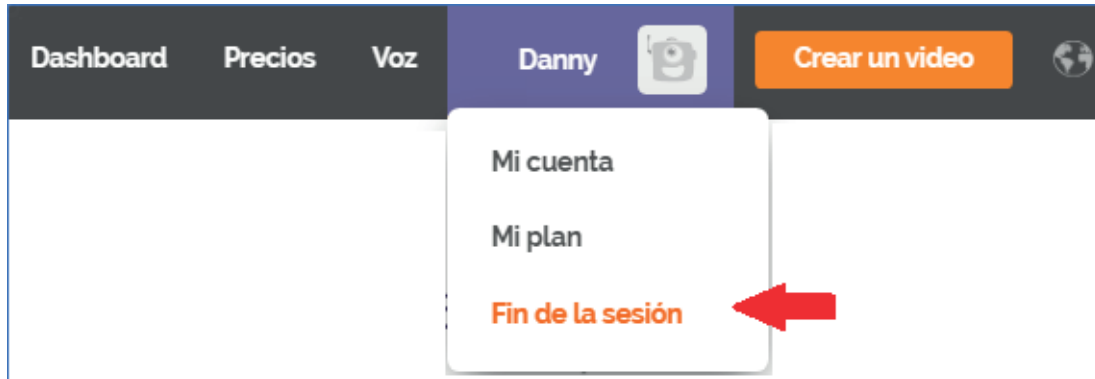 Dashboard Precios Voz Danny Crear un video
Mi cuenta
Mi plan
Fin de la sesión